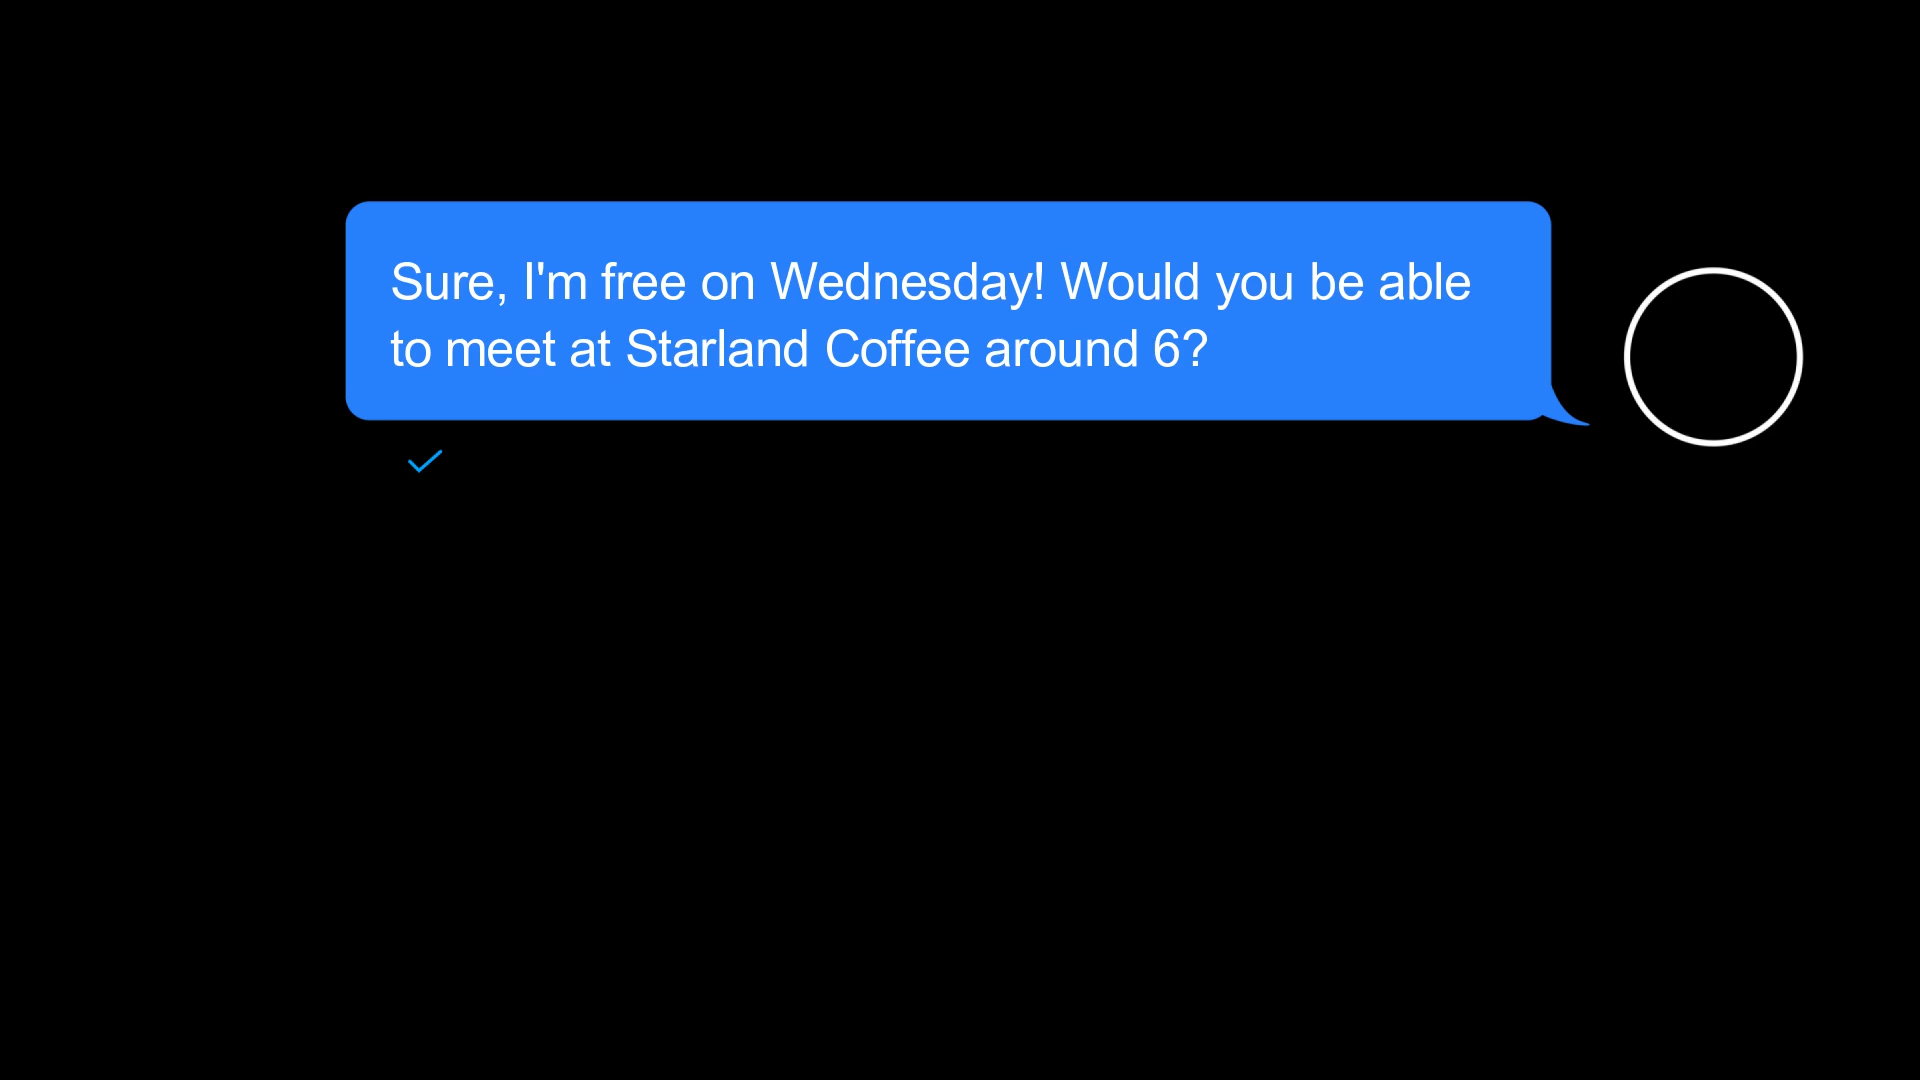 Sure, I'm free on Wednesday! Would you be able
to meet at Starland Coffee around 6?